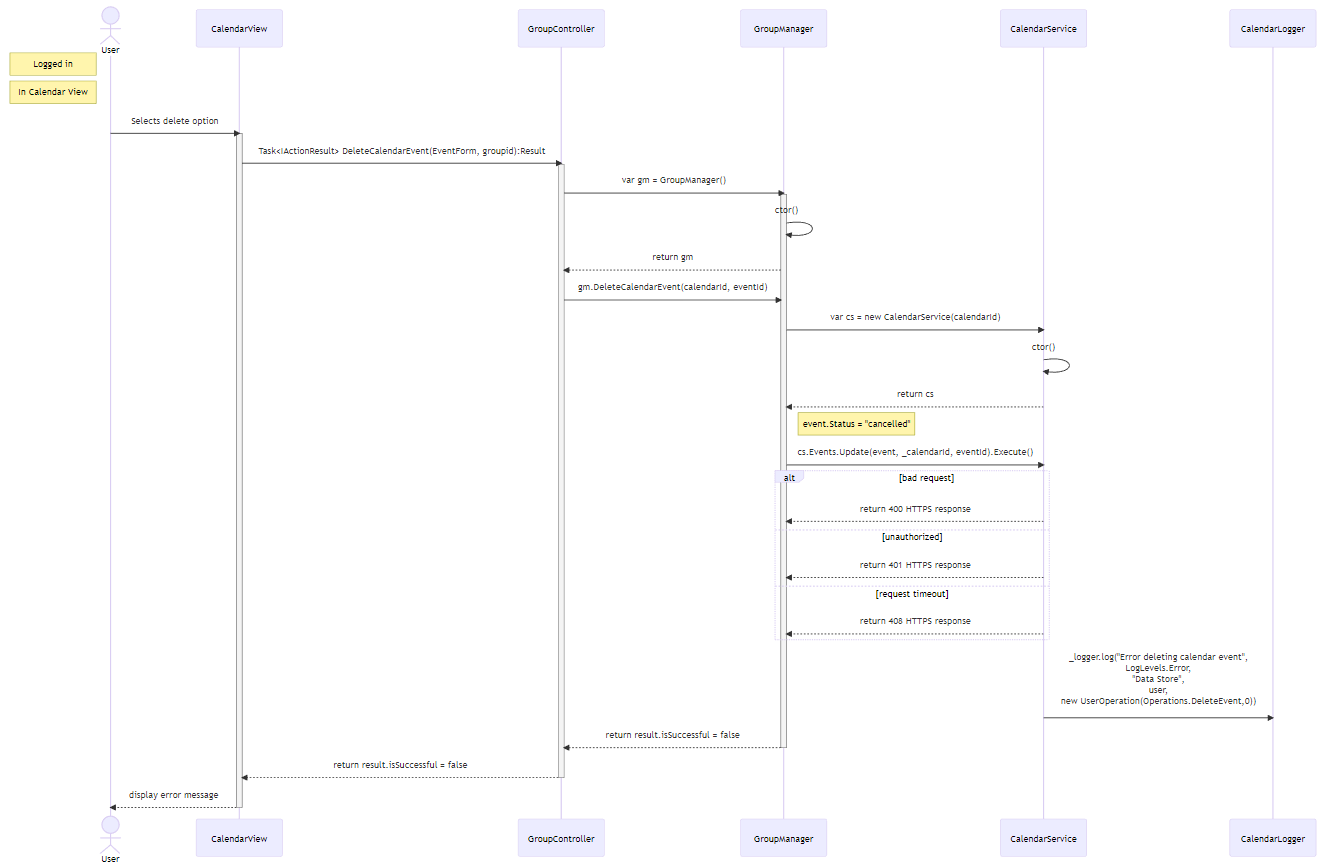 CalendarView
GroupController
GroupManager
CalendarService
CalendarLogger
User
Logged in
In Calendar View
Selects delete option
Task<IActionResult> DeleteCalendarEvent(EventForm, groupid):Result
var gm = GroupManager()
ctor()
return gm
gm.DeleteCalendarEvent(calendarId, eventId)
var cs = new CalendarService(calendarId)
ctor()
return cs
event.Status = "cancelled"
cs.Events.Update(event, _calendarId, eventId).Execute()
alt
[bad request]
return 400 HTTPS response
[unauthorized]
return 401 HTTPS response
[request timeout]
return 408 HTTPS response
_logger.log("Error deleting calendar event",
LogLevels.Error,
"Data Store",
user,
new UserOperation(Operations.DeleteEvent,0))
return result.isSuccessful = false
return result.isSuccessful = false
display error message
CalendarView
GroupController
GroupManager
CalendarService
CalendarLogger
User